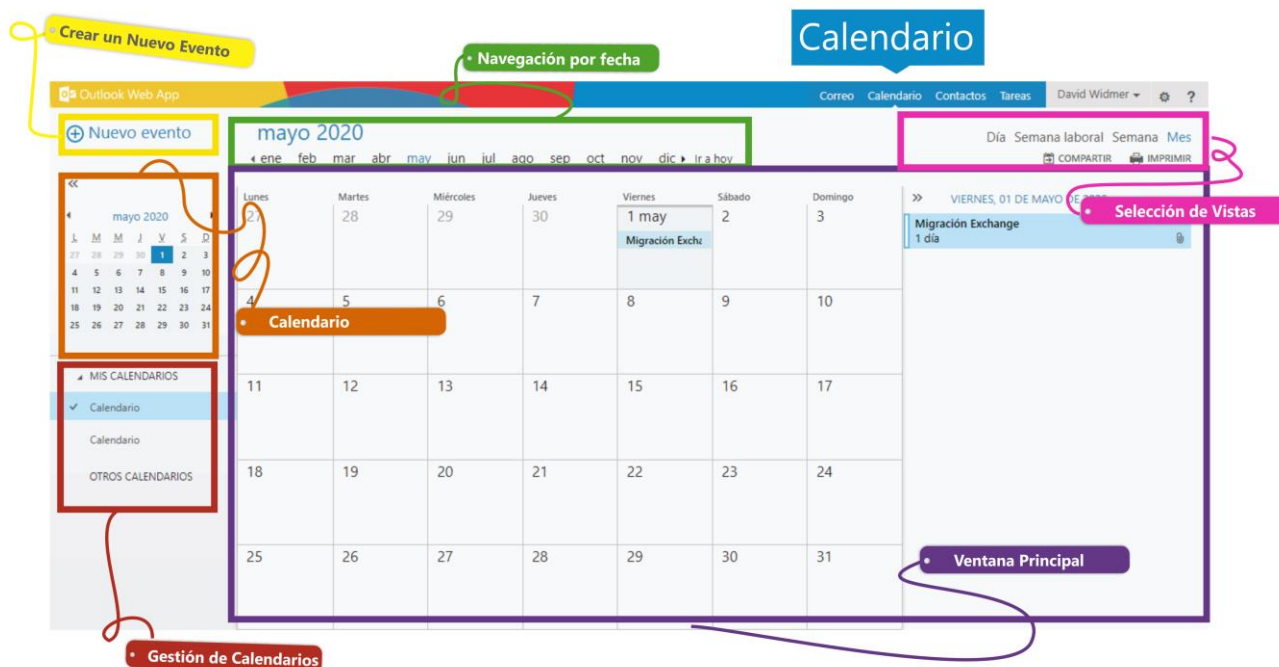 Calendario
Crear un Nuevo Evento
Navegación por fecha
Outlook Web App
Correo Calendario Contactos Tareas David Widmer ?
Nuevo evento
mayo 2020
ene feb mar abr may jun jul ago sep oct nov dic Ir a hoy
Día Semana laboral Semana Mes
COMPARTIR IMPRIMIR
Selección de Vistas
mayo 2020
L M M J V S D
27 28 29 30 1 2 3
4 5 6 7 8 9 10
11 12 13 14 15 16 17
18 19 20 21 22 23 24
25 26 27 28 29 30 31
Calendario
MIS CALENDARIOS
Calendario
Calendario
OTROS CALENDARIOS
Gestión de Calendarios
Lunes Martes Miércoles Jueves Viernes Sábado Domingo
27 28 29 30 1 may 2 3
Migración Excha
4 5 6 7 8 9 10
11 12 13 14 15 16 17
18 19 20 21 22 23 24
25 26 27 28 29 30 31
VIERNES, 01 DE MAYO DE
Migración Exchange
1 día
Ventana Principal